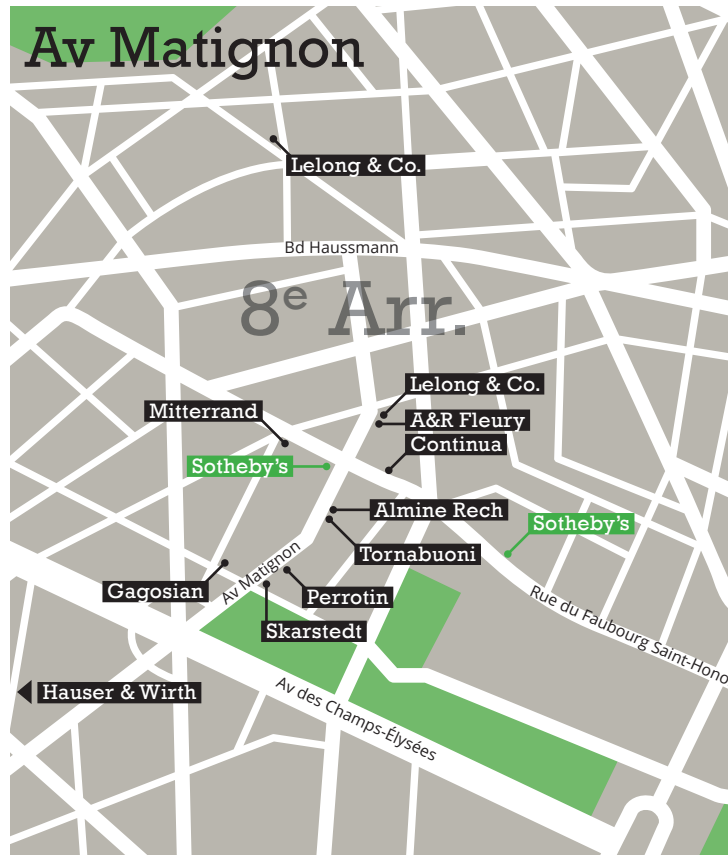 Av Matignon
Lelong & Co.
Bd Haussmann
8e Arr.
Lelong & Co.
Mitterrand
A&R Fleury
Continua
Sotheby's
Almine Rech
Sotheby's
Tornabuoni
Av Matignon
Gagosian
Perrotin
Rue du Faubourg Saint-Hono
Skarstedt
Hauser & Wirth
Av des Champs-Élysées